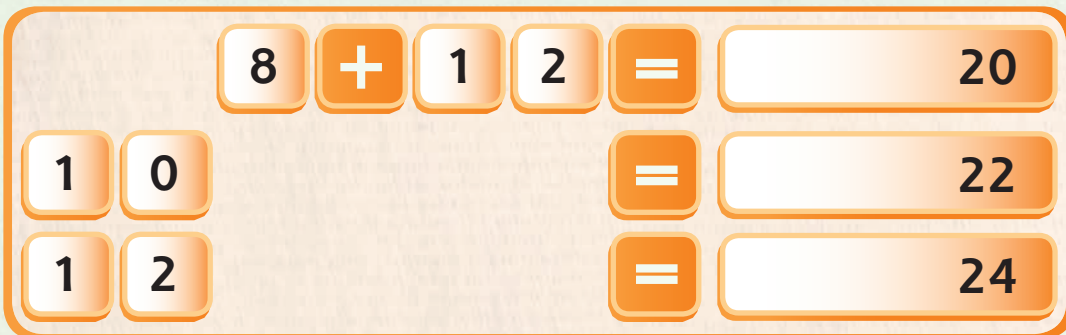 8 + 1 2 = 20
1 0 = 22
1 2 = 24